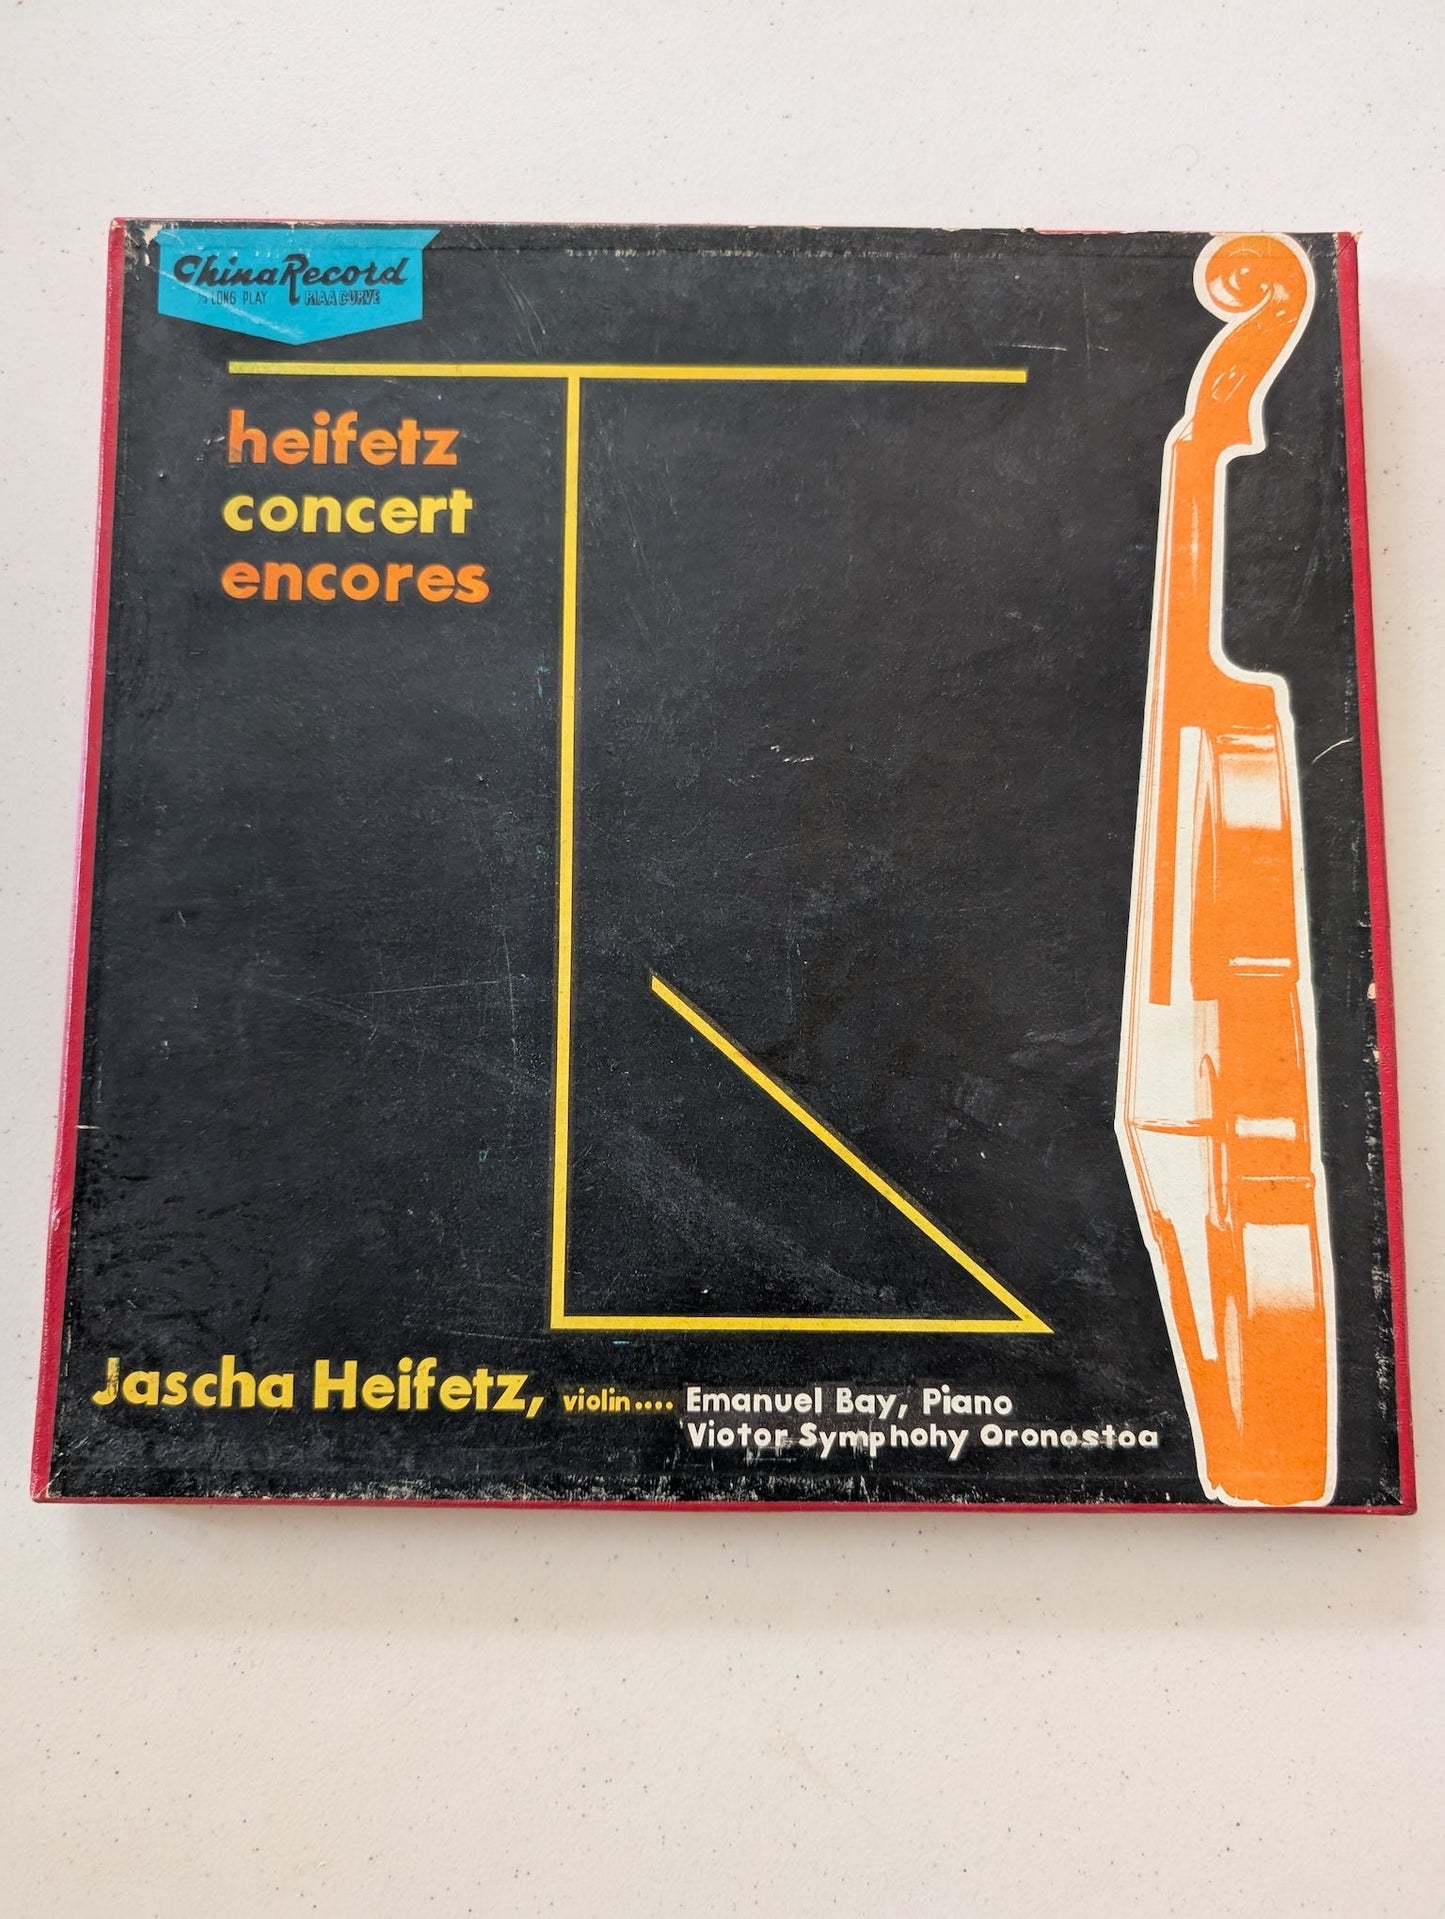 China Record
LONG PLAY RIAA CURVE
heifetz
concert
encores
Jascha Heifetz, violin.... Emanuel Bay, Piano
Viotor Symphohy Oronostoa